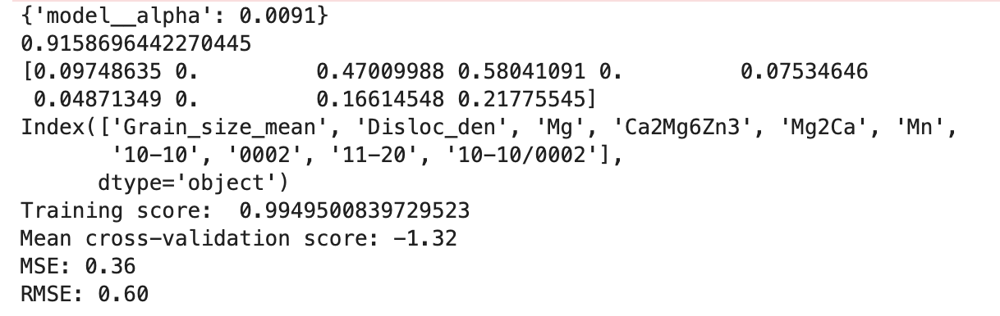 {'model__alpha': 0.0091}
0.9158696442270445
[0.09748635 0.         0.47009988 0.58041091 0.         0.07534646
 0.04871349 0.         0.16614548 0.21775545]
Index(['Grain_size_mean', 'Disloc_den', 'Mg', 'Ca2Mg6Zn3', 'Mg2Ca', 'Mn',
       '10-10', '0002', '11-20', '10-10/0002'],
      dtype='object')
Training score:  0.9949500839729523
Mean cross-validation score: -1.32
MSE: 0.36
RMSE: 0.60